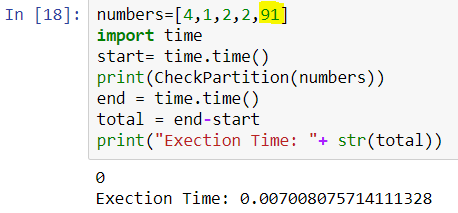 In [18]: numbers=[4,1,2,2,91]
import time
start= time.time()
print(CheckPartition(numbers))
end = time.time()
total = end-start
print("Exection Time: "+ str(total))
0
Exection Time: 0.007008075714111328